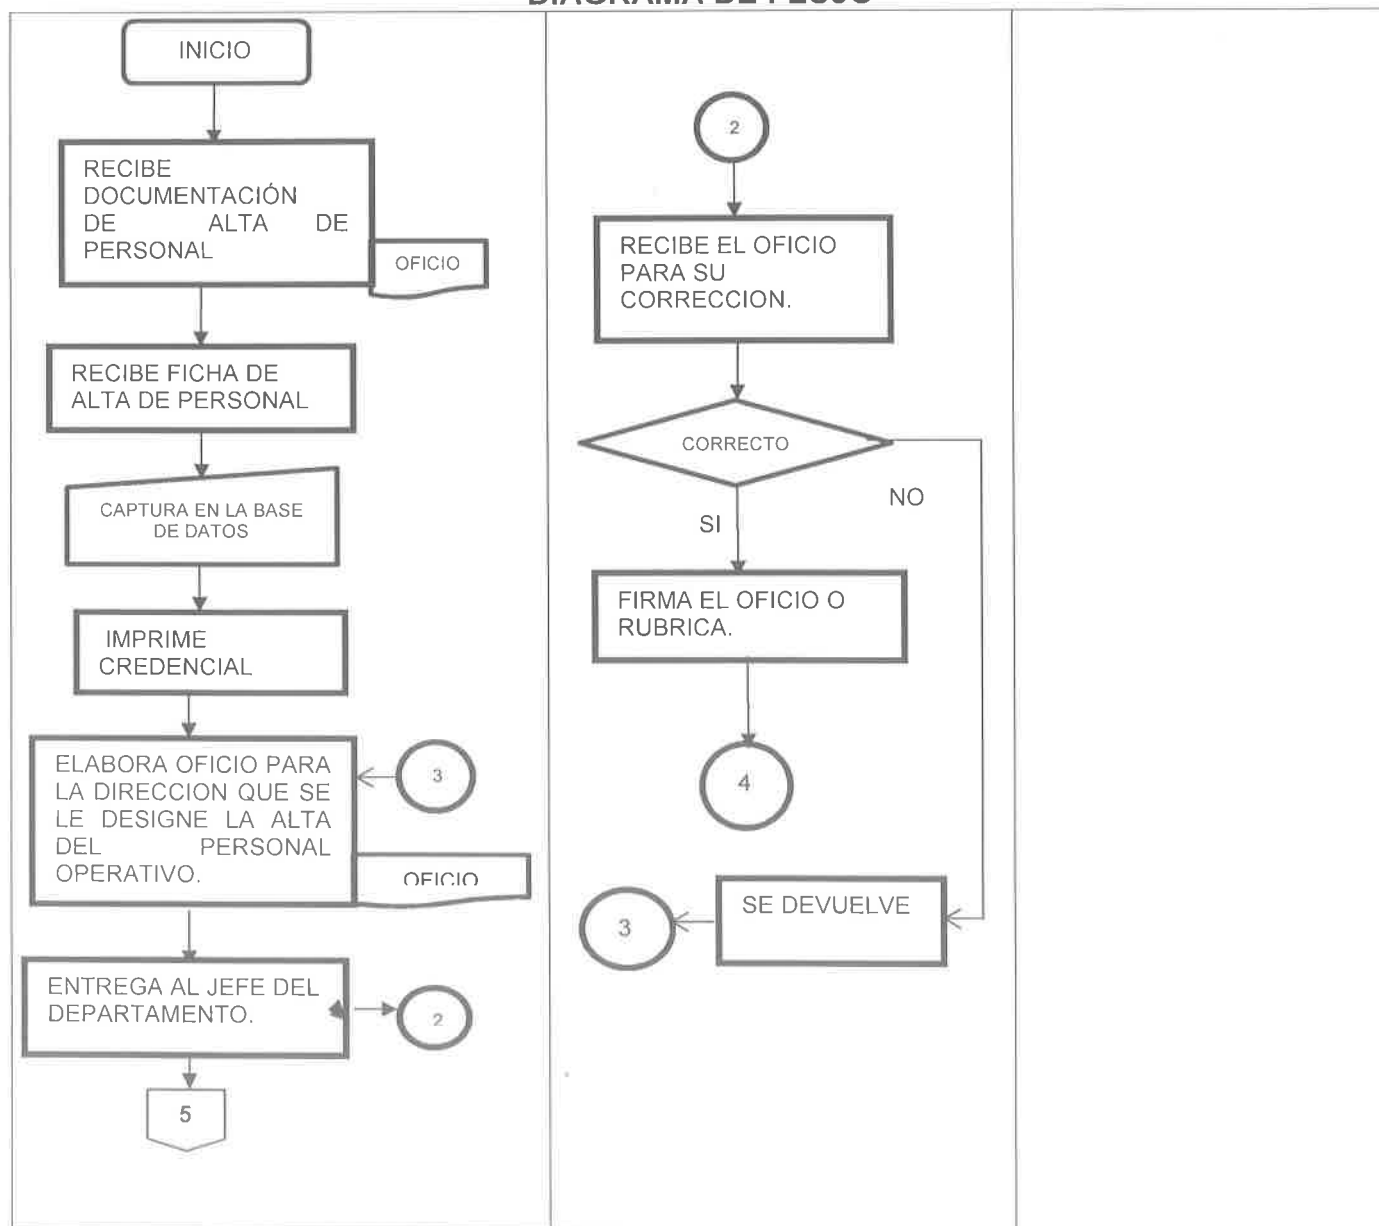 INICIO
RECIBE
DOCUMENTACIÓN
DE ALTA DE
PERSONAL
OFICIO
RECIBE FICHA DE
ALTA DE PERSONAL
CAPTURA EN LA BASE
DE DATOS
IMPRIME
CREDENCIAL
ELABORA OFICIO PARA
LA DIRECCION QUE SE
LE DESIGNE LA ALTA
DEL PERSONAL
OPERATIVO.
3
OFICIO
ENTREGA AL JEFE DEL
DEPARTAMENTO.
2
5
2
RECIBE EL OFICIO
PARA SU
CORRECCION.
CORRECTO
NO
SI
FIRMA EL OFICIO O
RUBRICA.
4
SE DEVUELVE
3